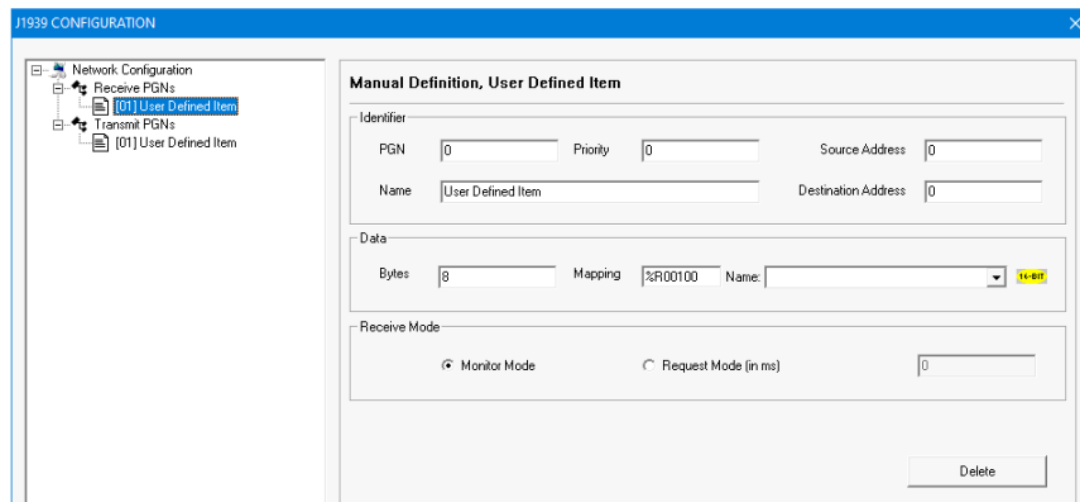 J1939 CONFIGURATION
Network Configuration
Receive PGNs
[01] User Defined Item
Transmit PGNs
[01] User Defined Item
Manual Definition, User Defined Item
Identifier
PGN 0 Priority 0 Source Address 0
Name User Defined Item Destination Address 0
Data
Bytes 8 Mapping %R00100 Name: 16-BIT
Receive Mode
Monitor Mode Request Mode (in ms) 0
Delete